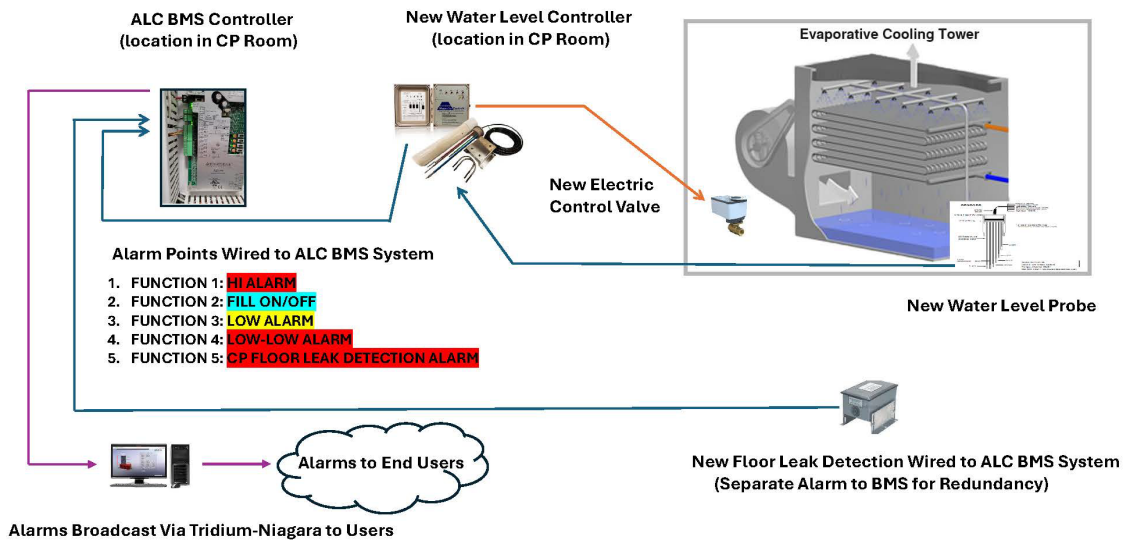 ALC BMS Controller
(location in CP Room)
New Water Level Controller
(location in CP Room)
Evaporative Cooling Tower
New Electric
Control Valve
Alarm Points Wired to ALC BMS System
1. FUNCTION 1: HI ALARM
2. FUNCTION 2: FILL ON/OFF
3. FUNCTION 3: LOW ALARM
4. FUNCTION 4: LOW-LOW ALARM
5. FUNCTION 5: CP FLOOR LEAK DETECTION ALARM
New Water Level Probe
Alarms to End Users
New Floor Leak Detection Wired to ALC BMS System
(Separate Alarm to BMS for Redundancy)
Alarms Broadcast Via Tridium-Niagara to Users